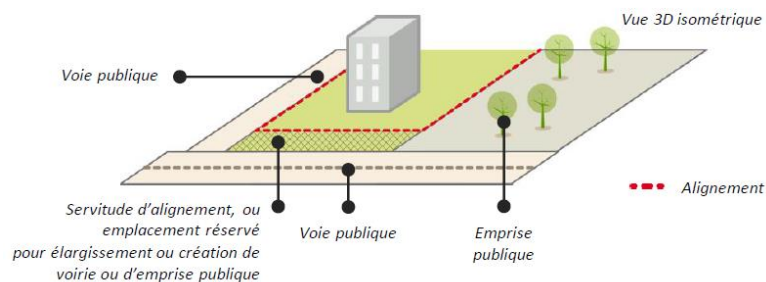 Vue 3D isométrique
Voie publique
Alignement
Servitude d'alignement, ou
emplacement réservé
pour élargissement ou création de
voirie ou d'emprise publique
Voie publique
Emprise
publique